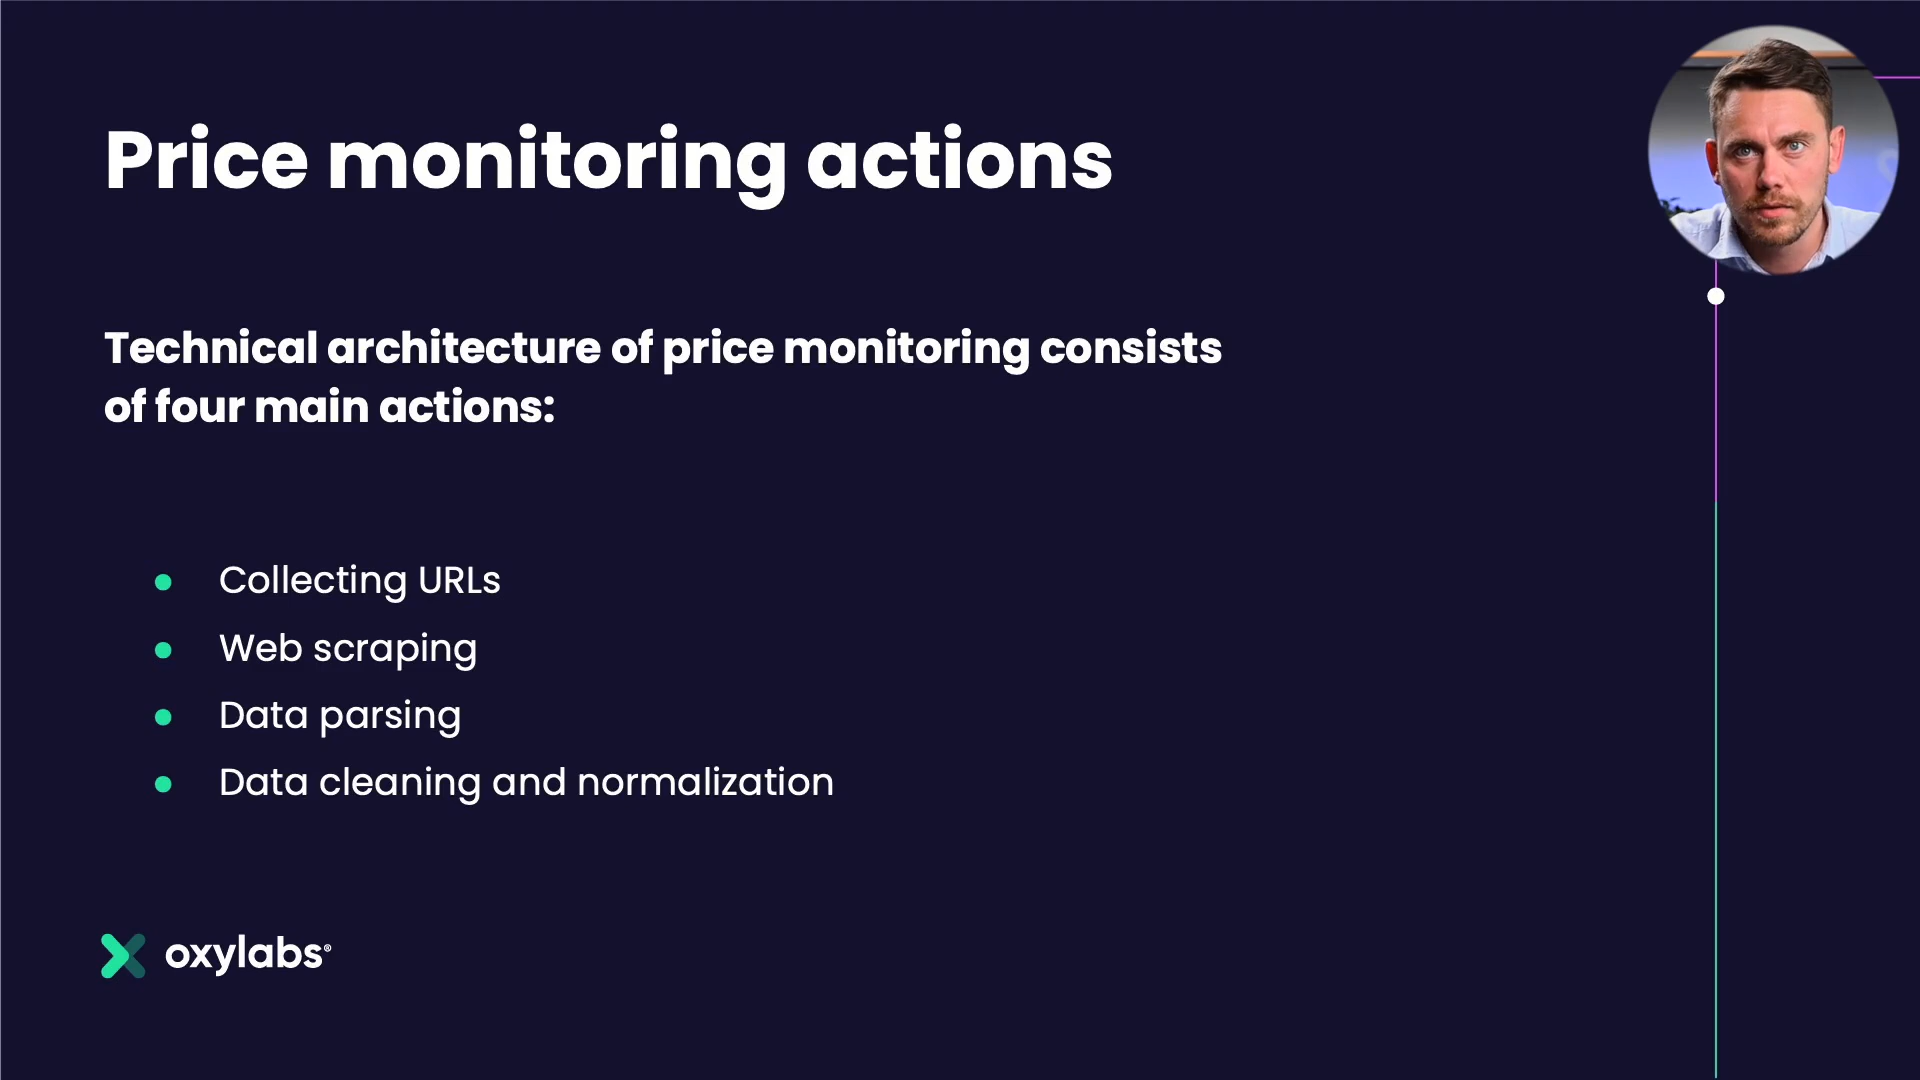 Price monitoring actions
Technical architecture of price monitoring consists
of four main actions:
Collecting URLs
Web scraping
Data parsing
Data cleaning and normalization
oxylabs®